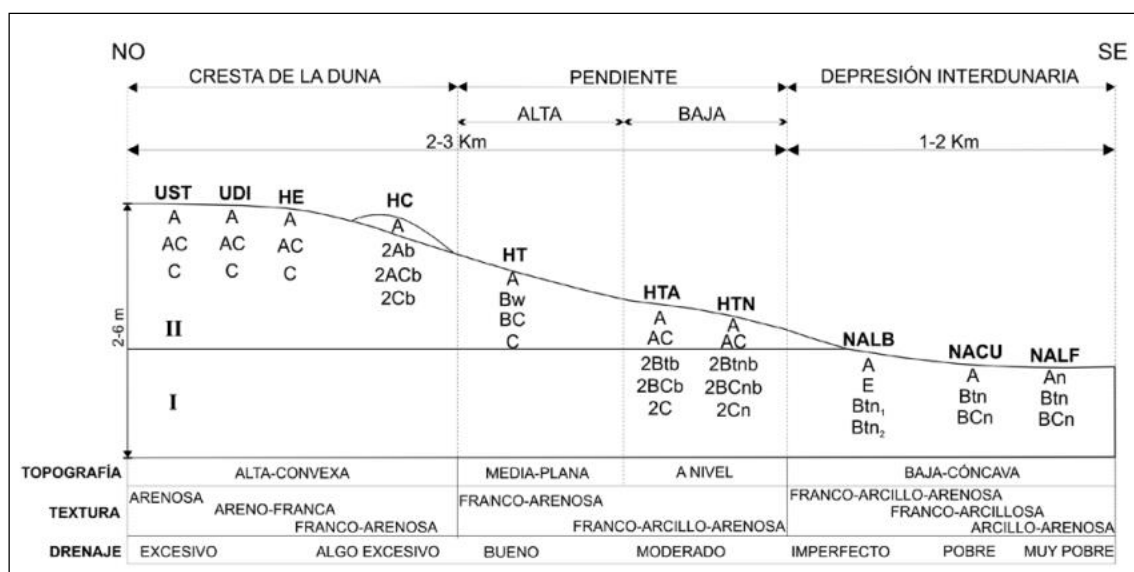 NO SE
CRESTA DE LA DUNA PENDIENTE DEPRESIÓN INTERDUNARIA
ALTA BAJA
2-3 Km 1-2 Km
UST
A
AC
C
UDI
A
AC
C
HE
A
AC
C
HC
A
2Ab
2ACb
2Cb
HT
A
Bw
BC
C
HTA
A
AC
2Btb
2BCb
2C
HTN
A
AC
2Btnb
2BCnb
2Cn
NALB
A
E
Btn₁
Btn₂
NACU
A
Btn
BCn
NALF
An
Btn
BCn
2-6 m
II
I
TOPOGRAFÍA ALTA-CONVEXA MEDIA-PLANA A NIVEL BAJA-CÓNCAVA
TEXTURA
ARENOSA
ARENO-FRANCA
FRANCO-ARENOSA
FRANCO-ARENOSA
FRANCO-ARCILLO-ARENOSA
FRANCO-ARCILLO-ARENOSA
FRANCO-ARCILLOSA
ARCILLO-ARENOSA
DRENAJE EXCESIVO ALGO EXCESIVO BUENO MODERADO IMPERFECTO POBRE MUY POBRE